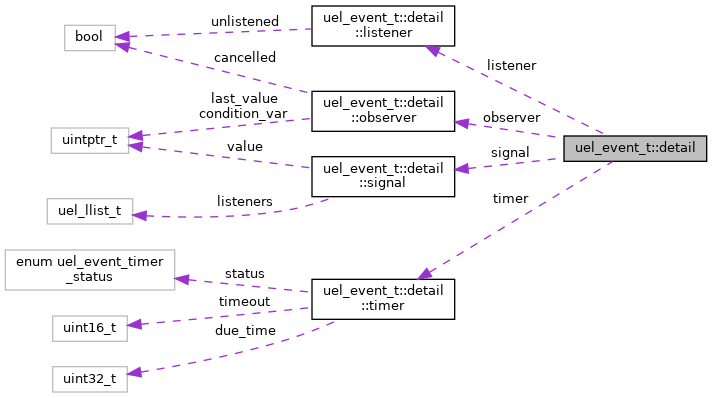 bool
unlistened
uel_event_t::detail
::listener
cancelled
listener
last_value
condition_var
uel_event_t::detail
::observer
observer
uintptr_t
value
uel_event_t::detail
::signal
signal
uel_event_t::detail
uel_llist_t
listeners
timer
enum uel_event_timer
_status
status
uel_event_t::detail
::timer
timeout
uint16_t
due_time
uint32_t